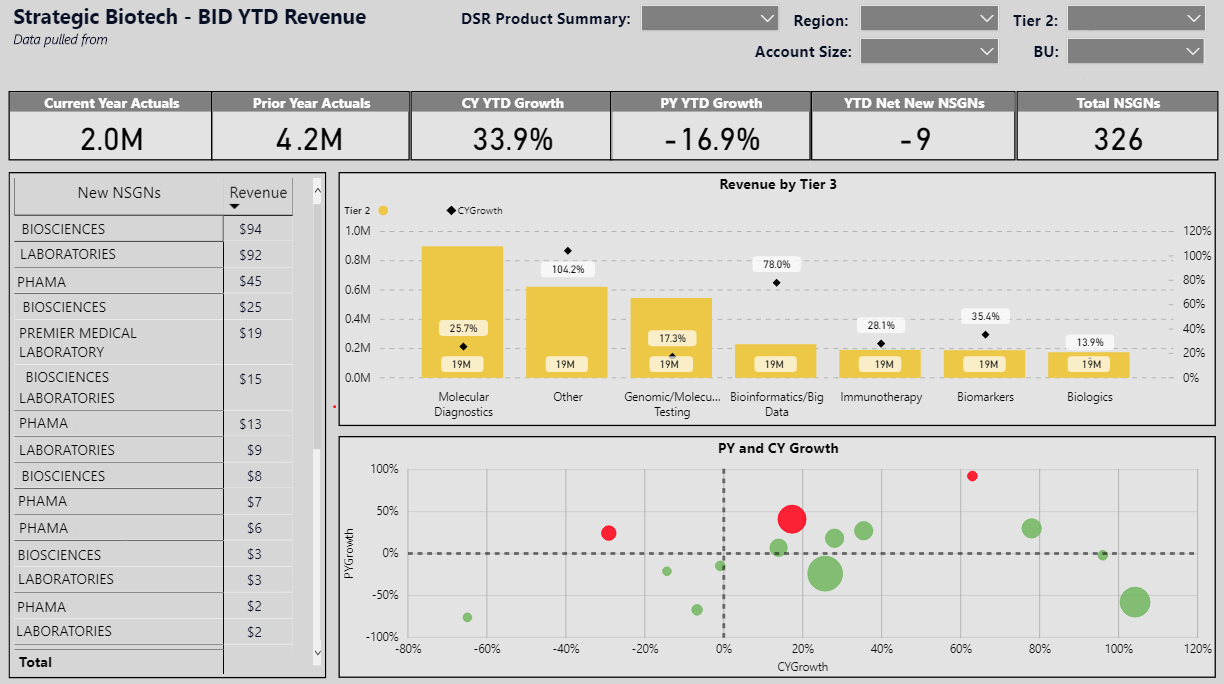 Strategic Biotech - BID YTD Revenue
Data pulled from
DSR Product Summary:
Region:
Tier 2:
Account Size:
BU:
Current Year Actuals
2.0M
Prior Year Actuals
4.2M
CY YTD Growth
33.9%
PY YTD Growth
-16.9%
YTD Net New NSGNs
-9
Total NSGNs
326
New NSGNs Revenue
BIOSCIENCES $94
LABORATORIES $92
PHAMA $45
BIOSCIENCES $25
PREMIER MEDICAL $19
LABORATORY
BIOSCIENCES $15
LABORATORIES
PHAMA $13
LABORATORIES $9
BIOSCIENCES $8
PHAMA $7
PHAMA $6
BIOSCIENCES $3
LABORATORIES $3
PHAMA $2
LABORATORIES $2
Total
Revenue by Tier 3
Tier 2 CYGrowth
1.0M 120%
0.8M 100%
0.6M 80%
0.4M 60%
0.2M 40%
0.0M 20%
0%
25.7% 104.2% 17.3% 78.0% 28.1% 35.4% 13.9%
19M 19M 19M 19M 19M 19M 19M
Molecular Other Genomic/Molecu... Bioinformatics/Big Immunotherapy Biomarkers Biologics
Diagnostics Testing Data
PY and CY Growth
PYGrowth
100%
50%
0%
-50%
-100%
-80% -60% -40% -20% 0% 20% 40% 60% 80% 100% 120%
CYGrowth